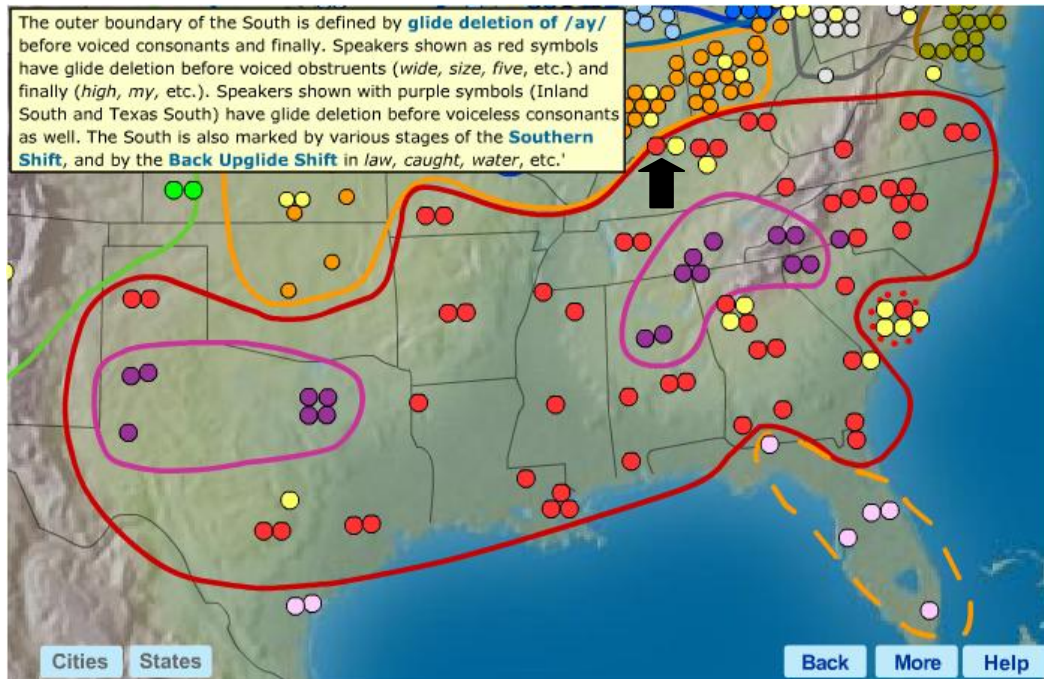 The outer boundary of the South is defined by glide deletion of /ay/
before voiced consonants and finally. Speakers shown as red symbols
have glide deletion before voiced obstruents (wide, size, five, etc.) and
finally (high, my, etc.). Speakers shown with purple symbols (Inland
South and Texas South) have glide deletion before voiceless consonants
as well. The South is also marked by various stages of the Southern
Shift, and by the Back Upglide Shift in law, caught, water, etc.'
Cities States Back More Help